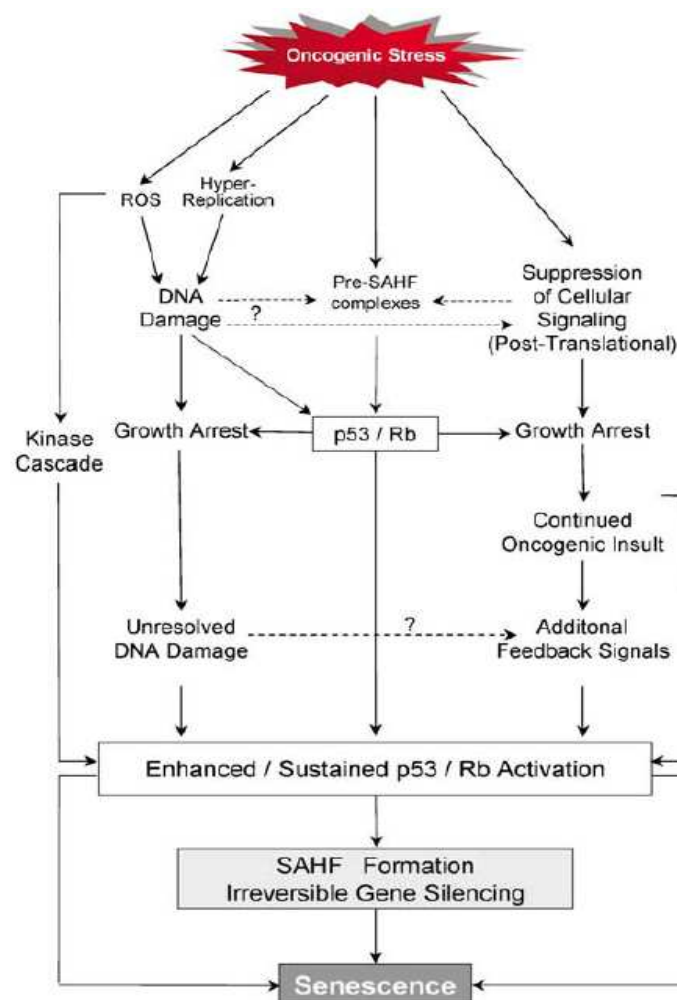 Oncogenic Stress
ROS
Hyper-
Replication
DNA
Damage
?
Pre-SAHF
complexes
Suppression
of Cellular
Signaling
(Post-Translational)
Kinase
Cascade
Growth Arrest
p53 / Rb
Growth Arrest
Continued
Oncogenic Insult
Unresolved
DNA Damage
?
Additonal
Feedback Signals
Enhanced / Sustained p53 / Rb Activation
SAHF Formation
Irreversible Gene Silencing
Senescence